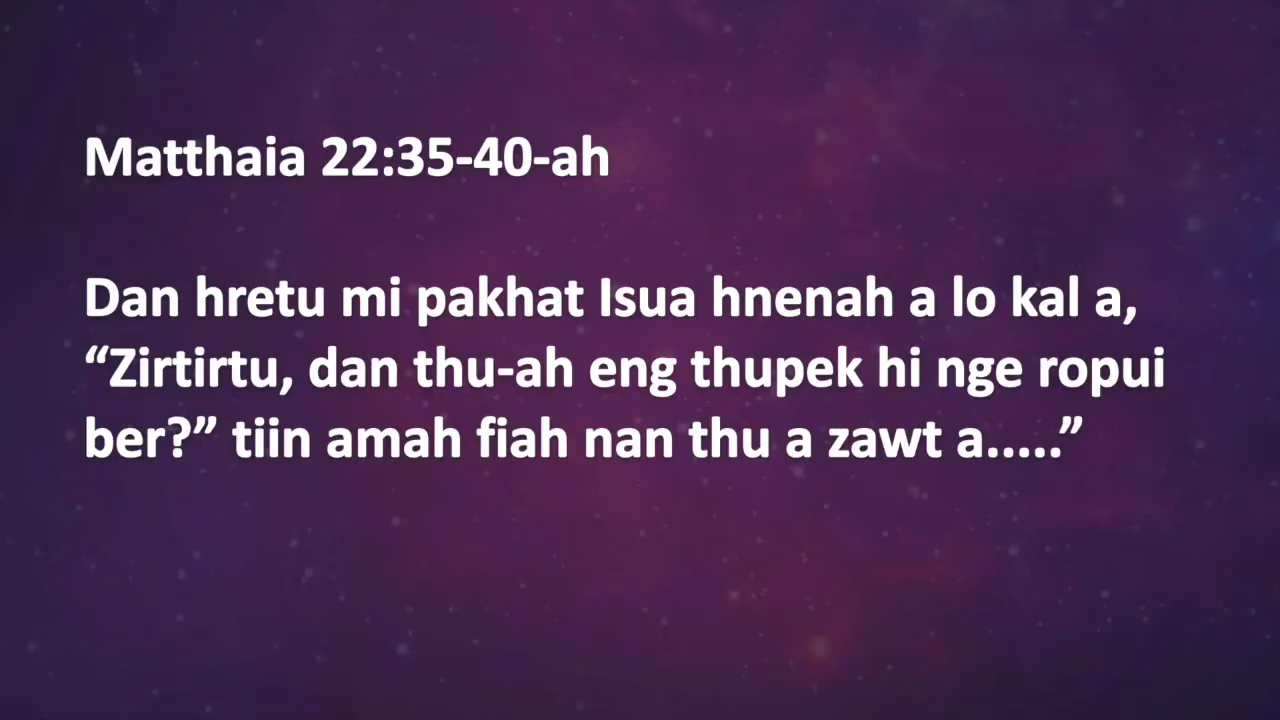 Matthaia 22:35-40-ah
Dan hretu mi pakhat Isua hnenah a lo kal a,
“Zirtirtu, dan thu-ah eng thupek hi nge ropui
ber?” tiin amah fiah nan thu a zawt a.....”